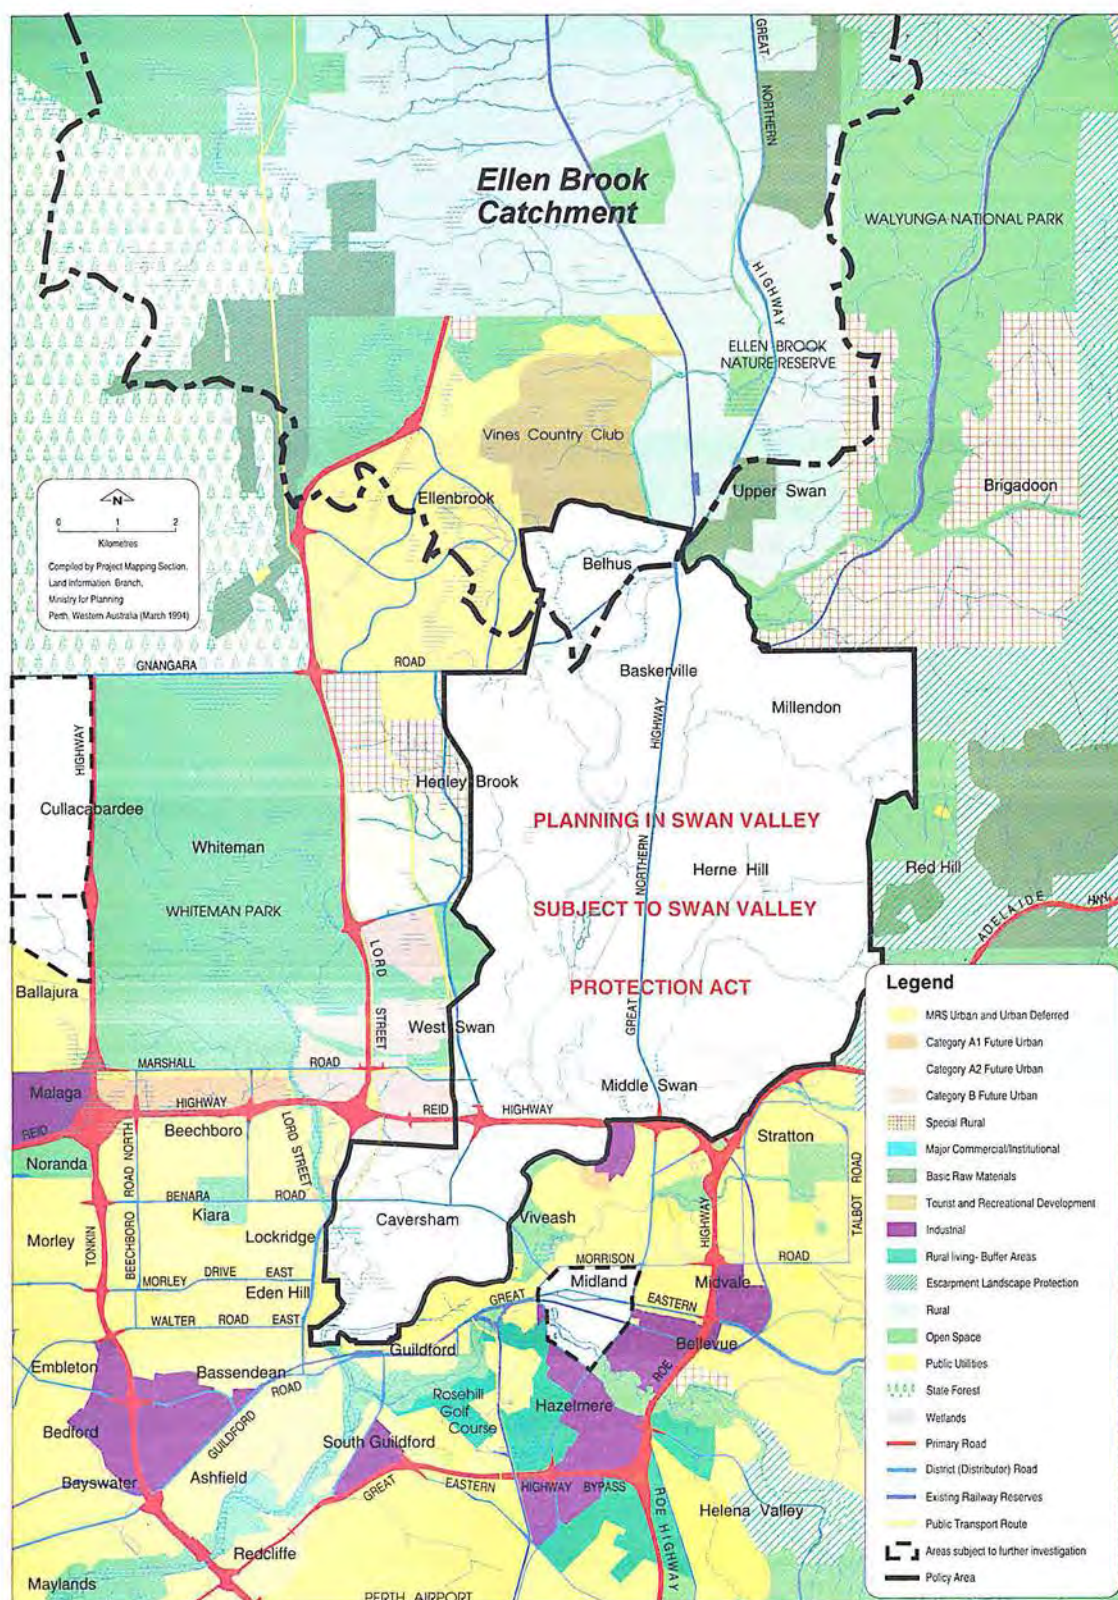 GREAT
NORTHERN
HIGHWAY
Ellen Brook
Catchment
WALYUNGA NATIONAL PARK
ELLEN BROOK
NATURE RESERVE
Vines Country Club
Ellenbrook
Upper Swan
Brigadoon
N
0 1 2
Kilometres
Compiled by Project Mapping Section,
Land Information Branch,
Ministry for Planning
Perth, Western Australia (March 1994)
Belhus
GNANGARA ROAD
Baskerville
Millendon
HIGHWAY
HIGHWAY
Henley Brook
Cullacabardee
PLANNING IN SWAN VALLEY
Whiteman
NORTHERN
Herne Hill
Red Hill
WHITEMAN PARK
SUBJECT TO SWAN VALLEY
ADELAIDE
LORD
STREET
PROTECTION ACT
GREAT
Ballajura
West Swan
MARSHALL ROAD
Middle Swan
Malaga
HIGHWAY
REID HIGHWAY
REID
Beechboro
LORD STREET
Stratton
Noranda
BEECHBORO ROAD NORTH
BENARA ROAD
TALBOT ROAD
Kiara
Caversham
Viveash
Morley
TONKIN
Lockridge
HIGHWAY
MORRISON ROAD
MORLEY DRIVE EAST
Eden Hill
Midland
Midvale
GREAT EASTERN
WALTER ROAD EAST
Guildford
Bellevue
Embleton
Bassendean
ROE
GUILDFORD ROAD
Rosehill
Golf
Course
Hazelmere
Bedford
South Guildford
Bayswater
Ashfield
GREAT EASTERN HIGHWAY BYPASS
ROE HIGHWAY
Helena Valley
Redcliffe
Maylands
PERTH AIRPORT
Legend
MRS Urban and Urban Deferred
Category A1 Future Urban
Category A2 Future Urban
Category B Future Urban
Special Rural
Major Commercial/Institutional
Basic Raw Materials
Tourist and Recreational Development
Industrial
Rural living- Buffer Areas
Escarpment Landscape Protection
Rural
Open Space
Public Utilities
State Forest
Wetlands
Primary Road
District (Distributor) Road
Existing Railway Reserves
Public Transport Route
Areas subject to further investigation
Policy Area